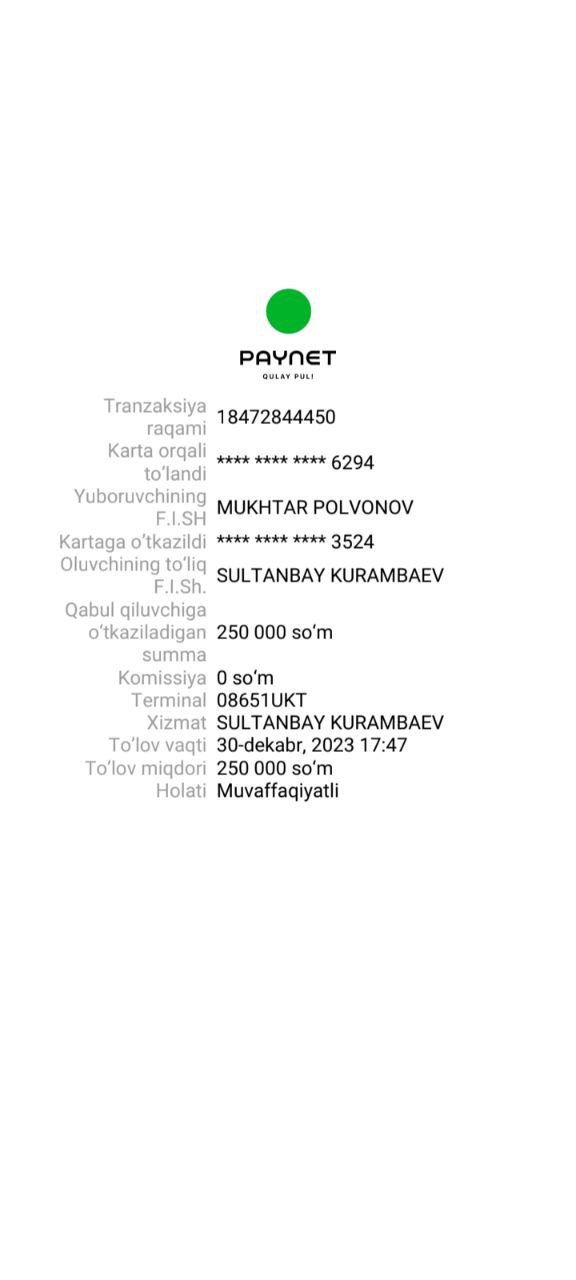 PAYNET
QULAY PUL!
Tranzaksiya raqami 18472844450
Karta orqali to‘landi **** **** **** 6294
Yuboruvchining F.I.SH MUKHTAR POLVONOV
Kartaga o‘tkazildi **** **** **** 3524
Oluvchining to‘liq F.I.Sh. SULTANBAY KURAMBAEV
Qabul qiluvchiga o‘tkaziladigan summa 250 000 so‘m
Komissiya 0 so‘m
Terminal 08651UKT
Xizmat SULTANBAY KURAMBAEV
To‘lov vaqti 30-dekabr, 2023 17:47
To‘lov miqdori 250 000 so‘m
Holati Muvaffaqiyatli